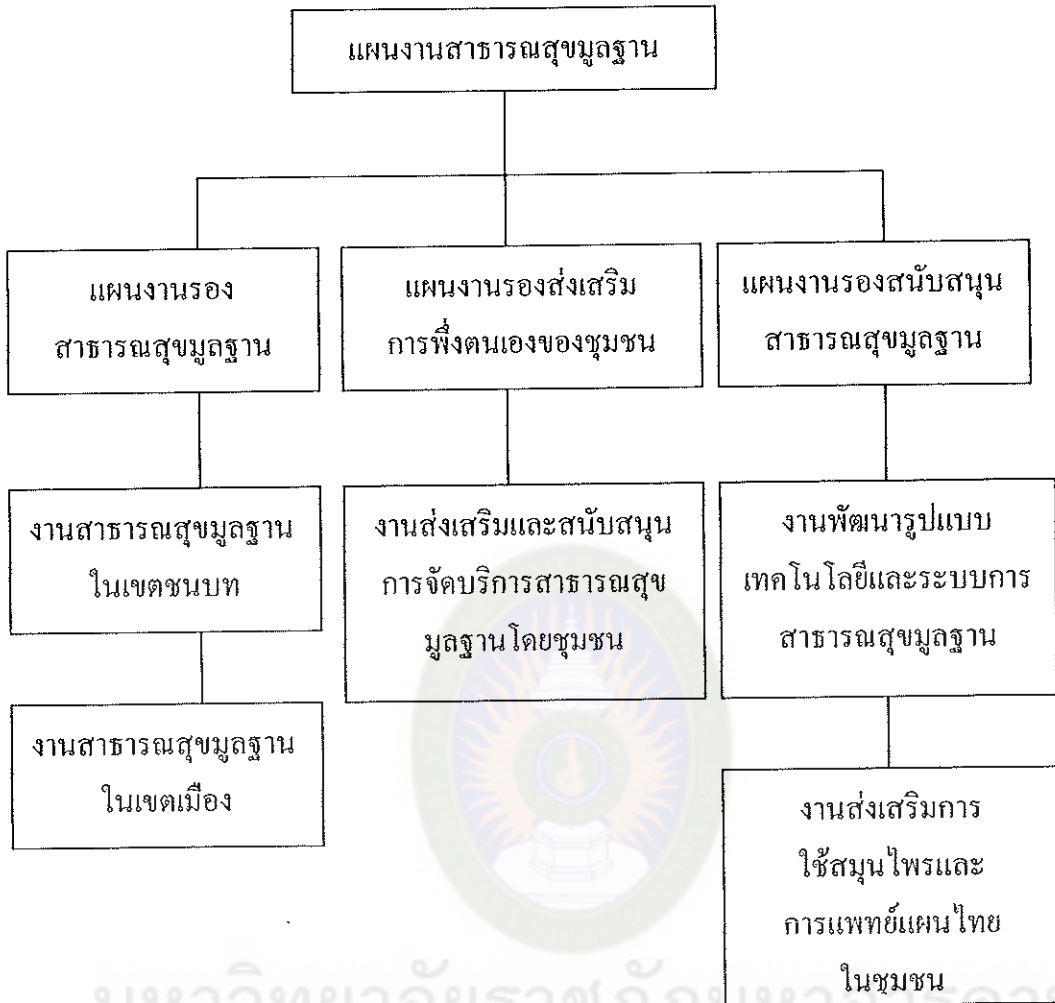 แผนงานสาธารณสุขมูลฐาน
แผนงานรอง
สาธารณสุขมูลฐาน
แผนงานรองส่งเสริม
การพึ่งตนเองของชุมชน
แผนงานรองสนับสนุน
สาธารณสุขมูลฐาน
งานสาธารณสุขมูลฐาน
ในเขตชนบท
งานส่งเสริมและสนับสนุน
การจัดบริการสาธารณสุข
มูลฐานโดยชุมชน
งานพัฒนารูปแบบ
เทคโนโลยีและระบบการ
สาธารณสุขมูลฐาน
งานสาธารณสุขมูลฐาน
ในเขตเมือง
งานส่งเสริมการ
ใช้สมุนไพรและ
การแพทย์แผนไทย
ในชุมชน